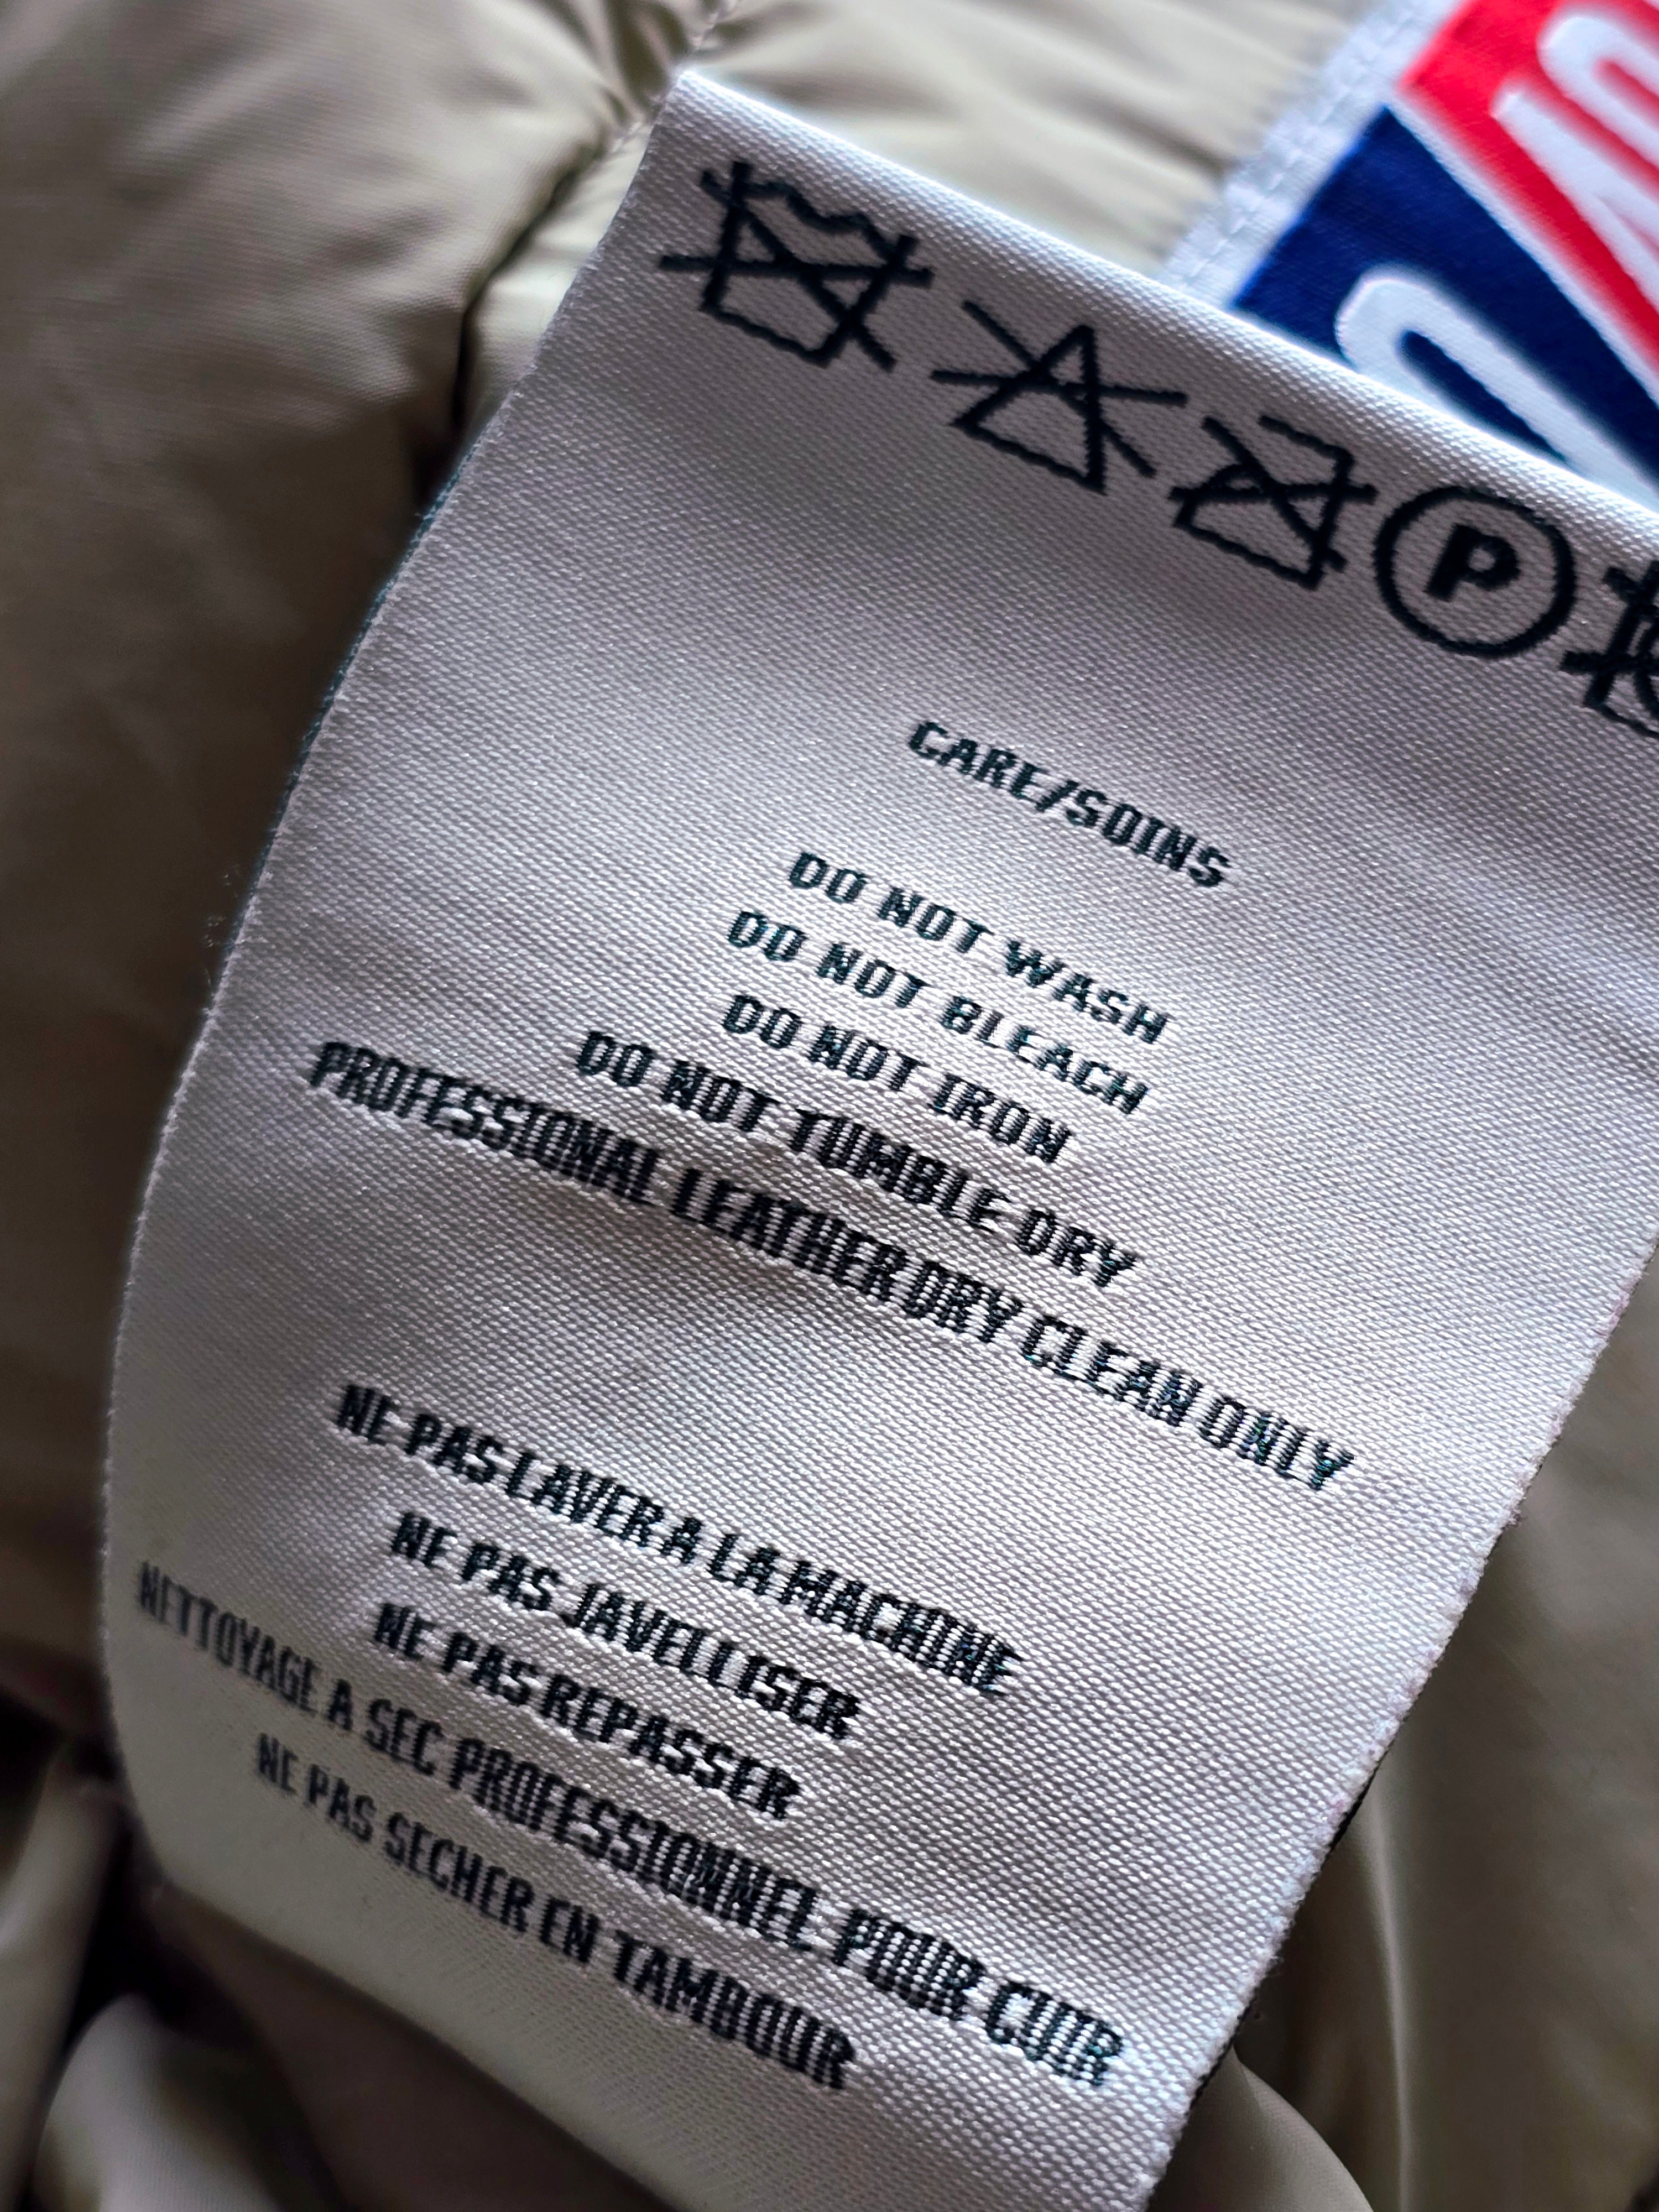 P
CARE/SOINS
DO NOT WASH
DO NOT BLEACH
DO NOT IRON
DO NOT TUMBLE DRY
PROFESSIONAL LEATHER DRY CLEAN ONLY
NE PAS LAVER A LA MACHINE
NE PAS JAVELLISER
NE PAS REPASSER
NETTOYAGE A SEC PROFESSIONNEL POUR CUIR
NE PAS SECHER EN TAMBOUR